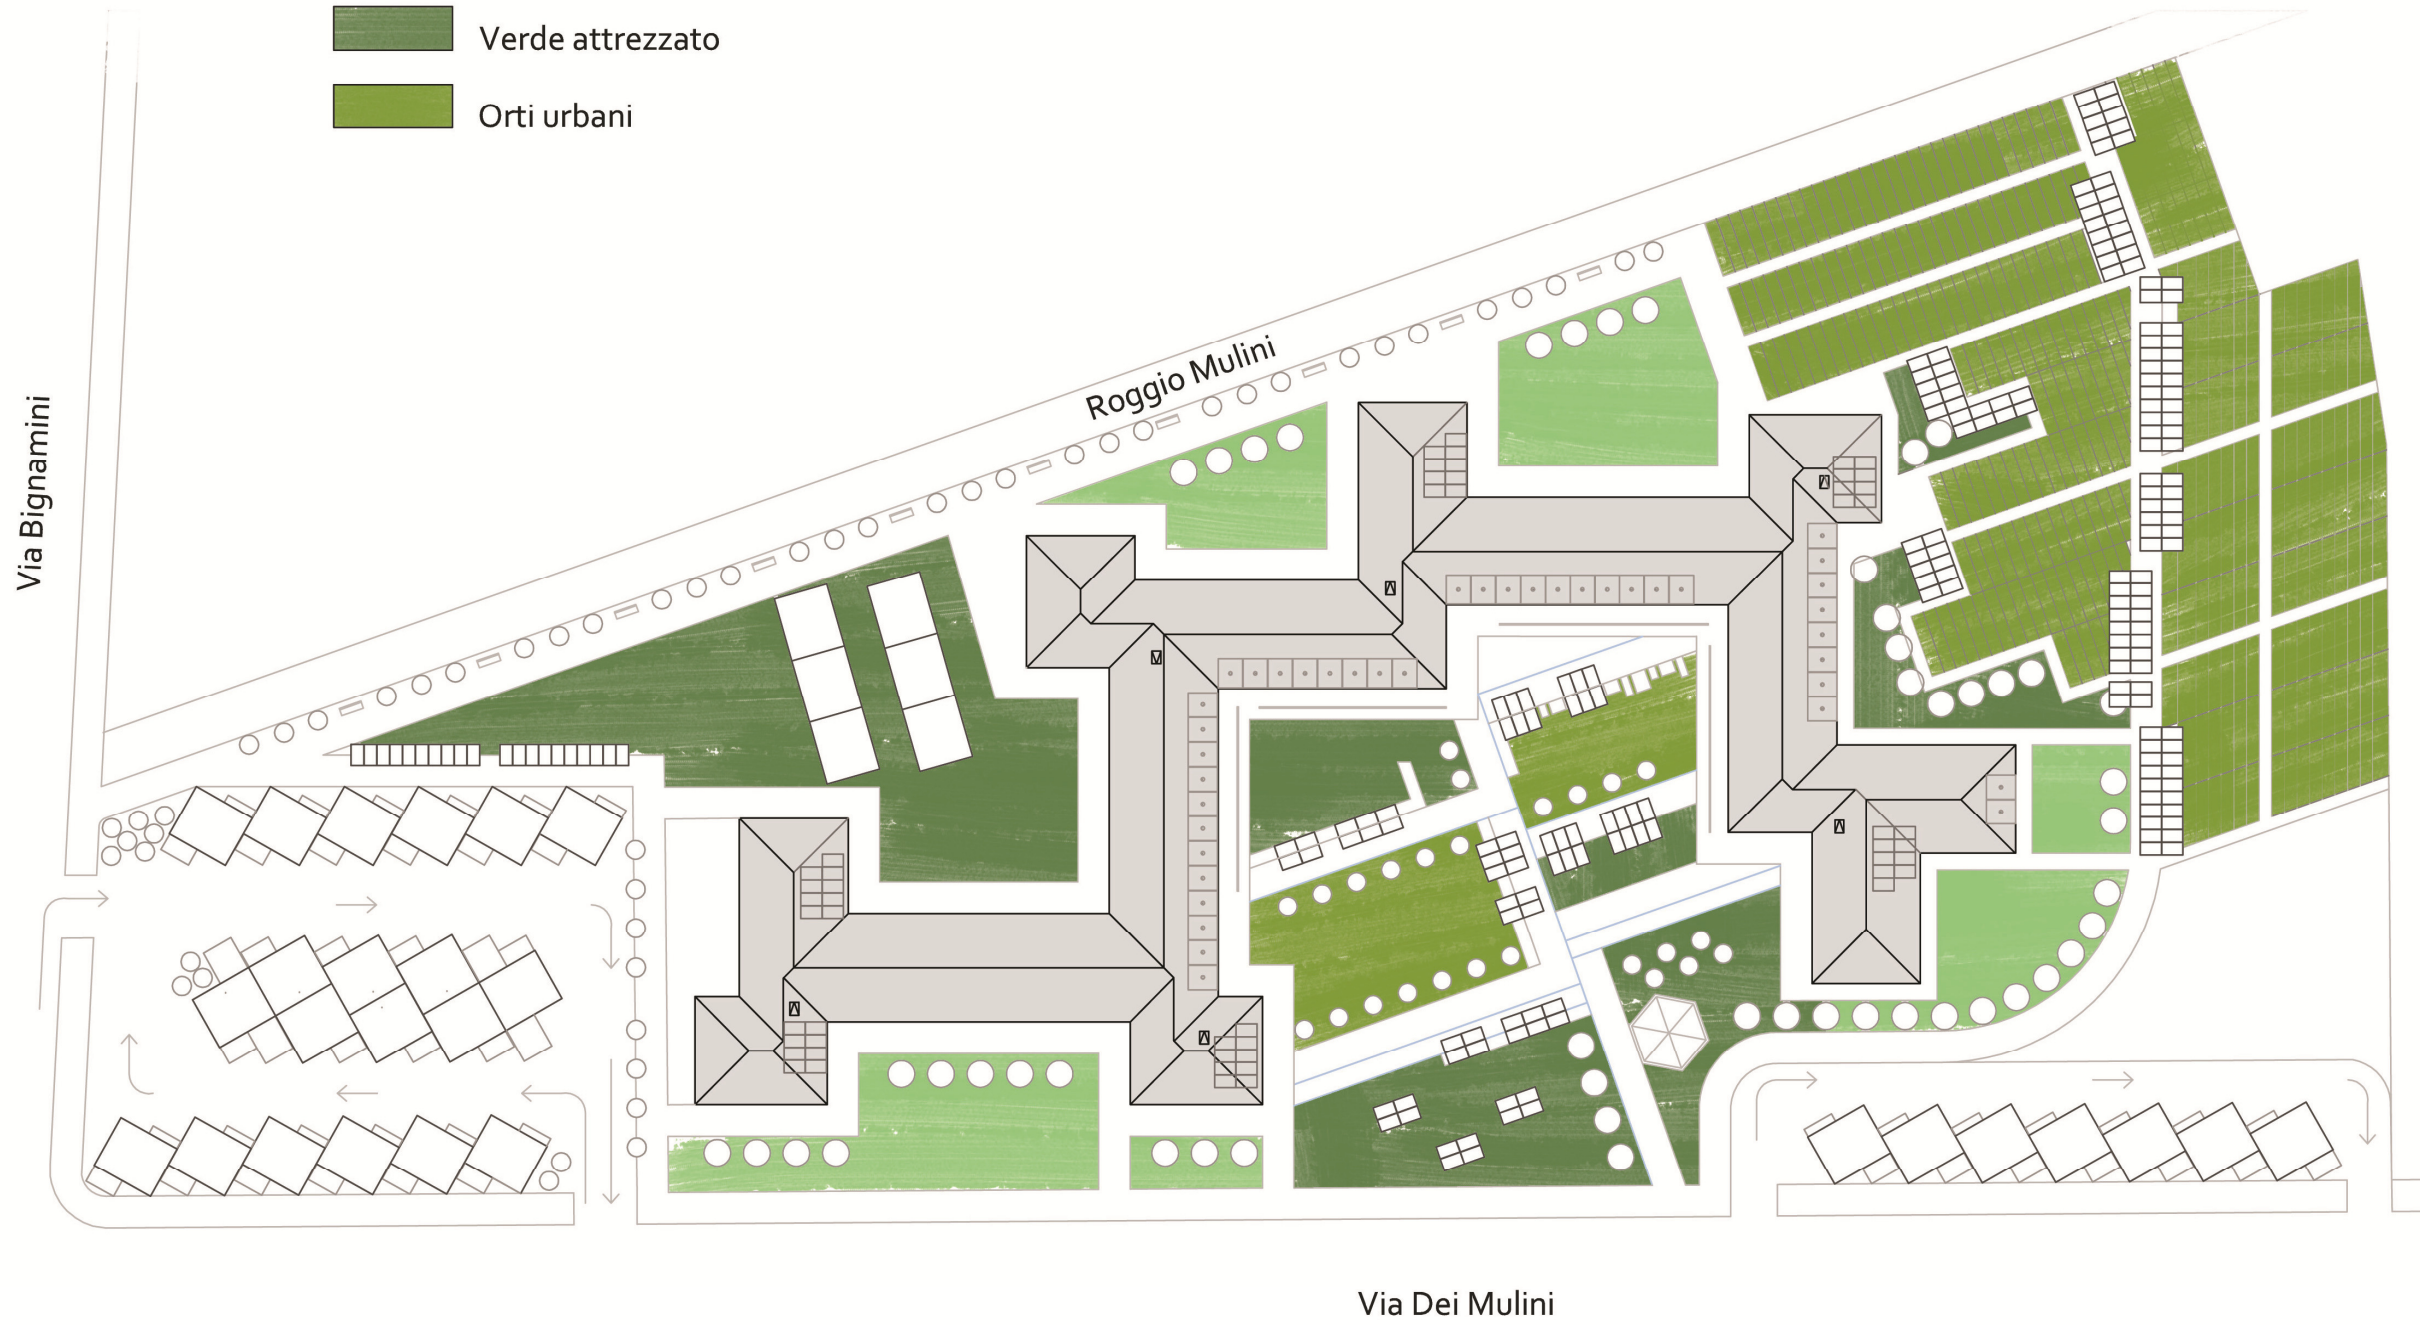 Verde attrezzato
Orti urbani
Roggio Mulini
Via Bignamini
Via Dei Mulini